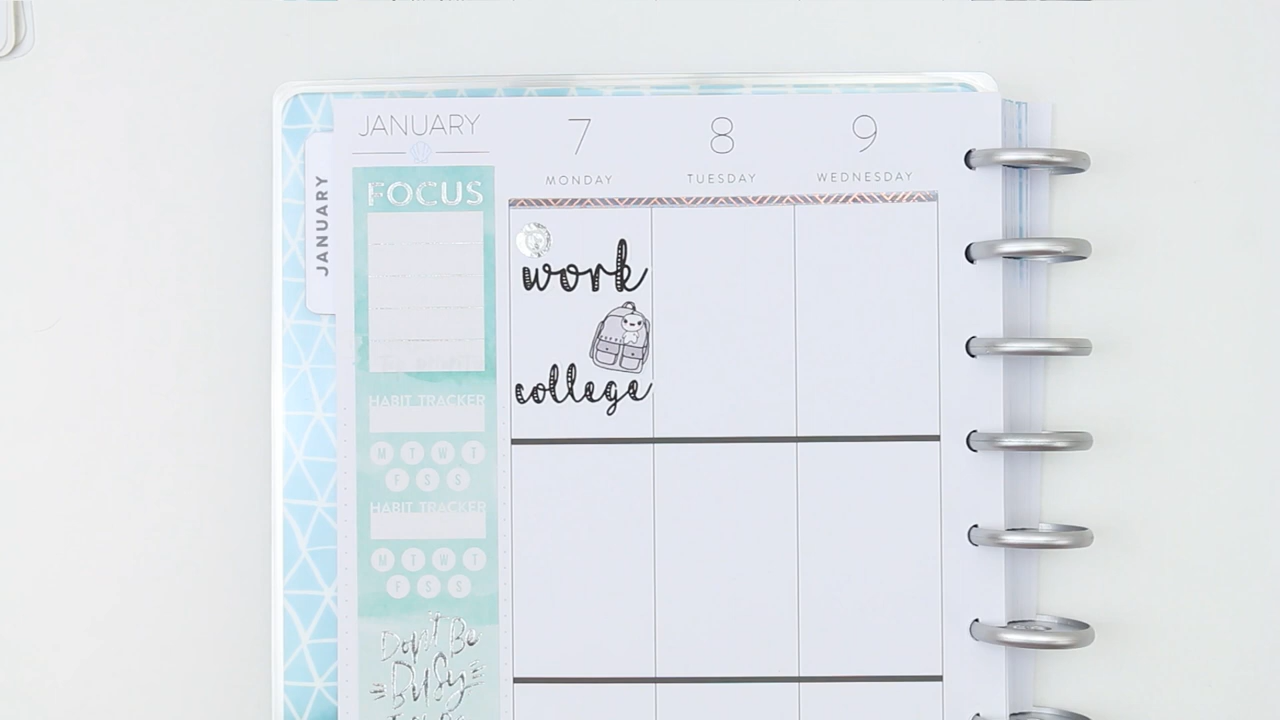 JANUARY
7 8 9
MONDAY TUESDAY WEDNESDAY
JANUARY
FOCUS
work
college
HABIT TRACKER
M T W T
F S S
HABIT TRACKER
M T W T
F S S
Don't Be
Busy